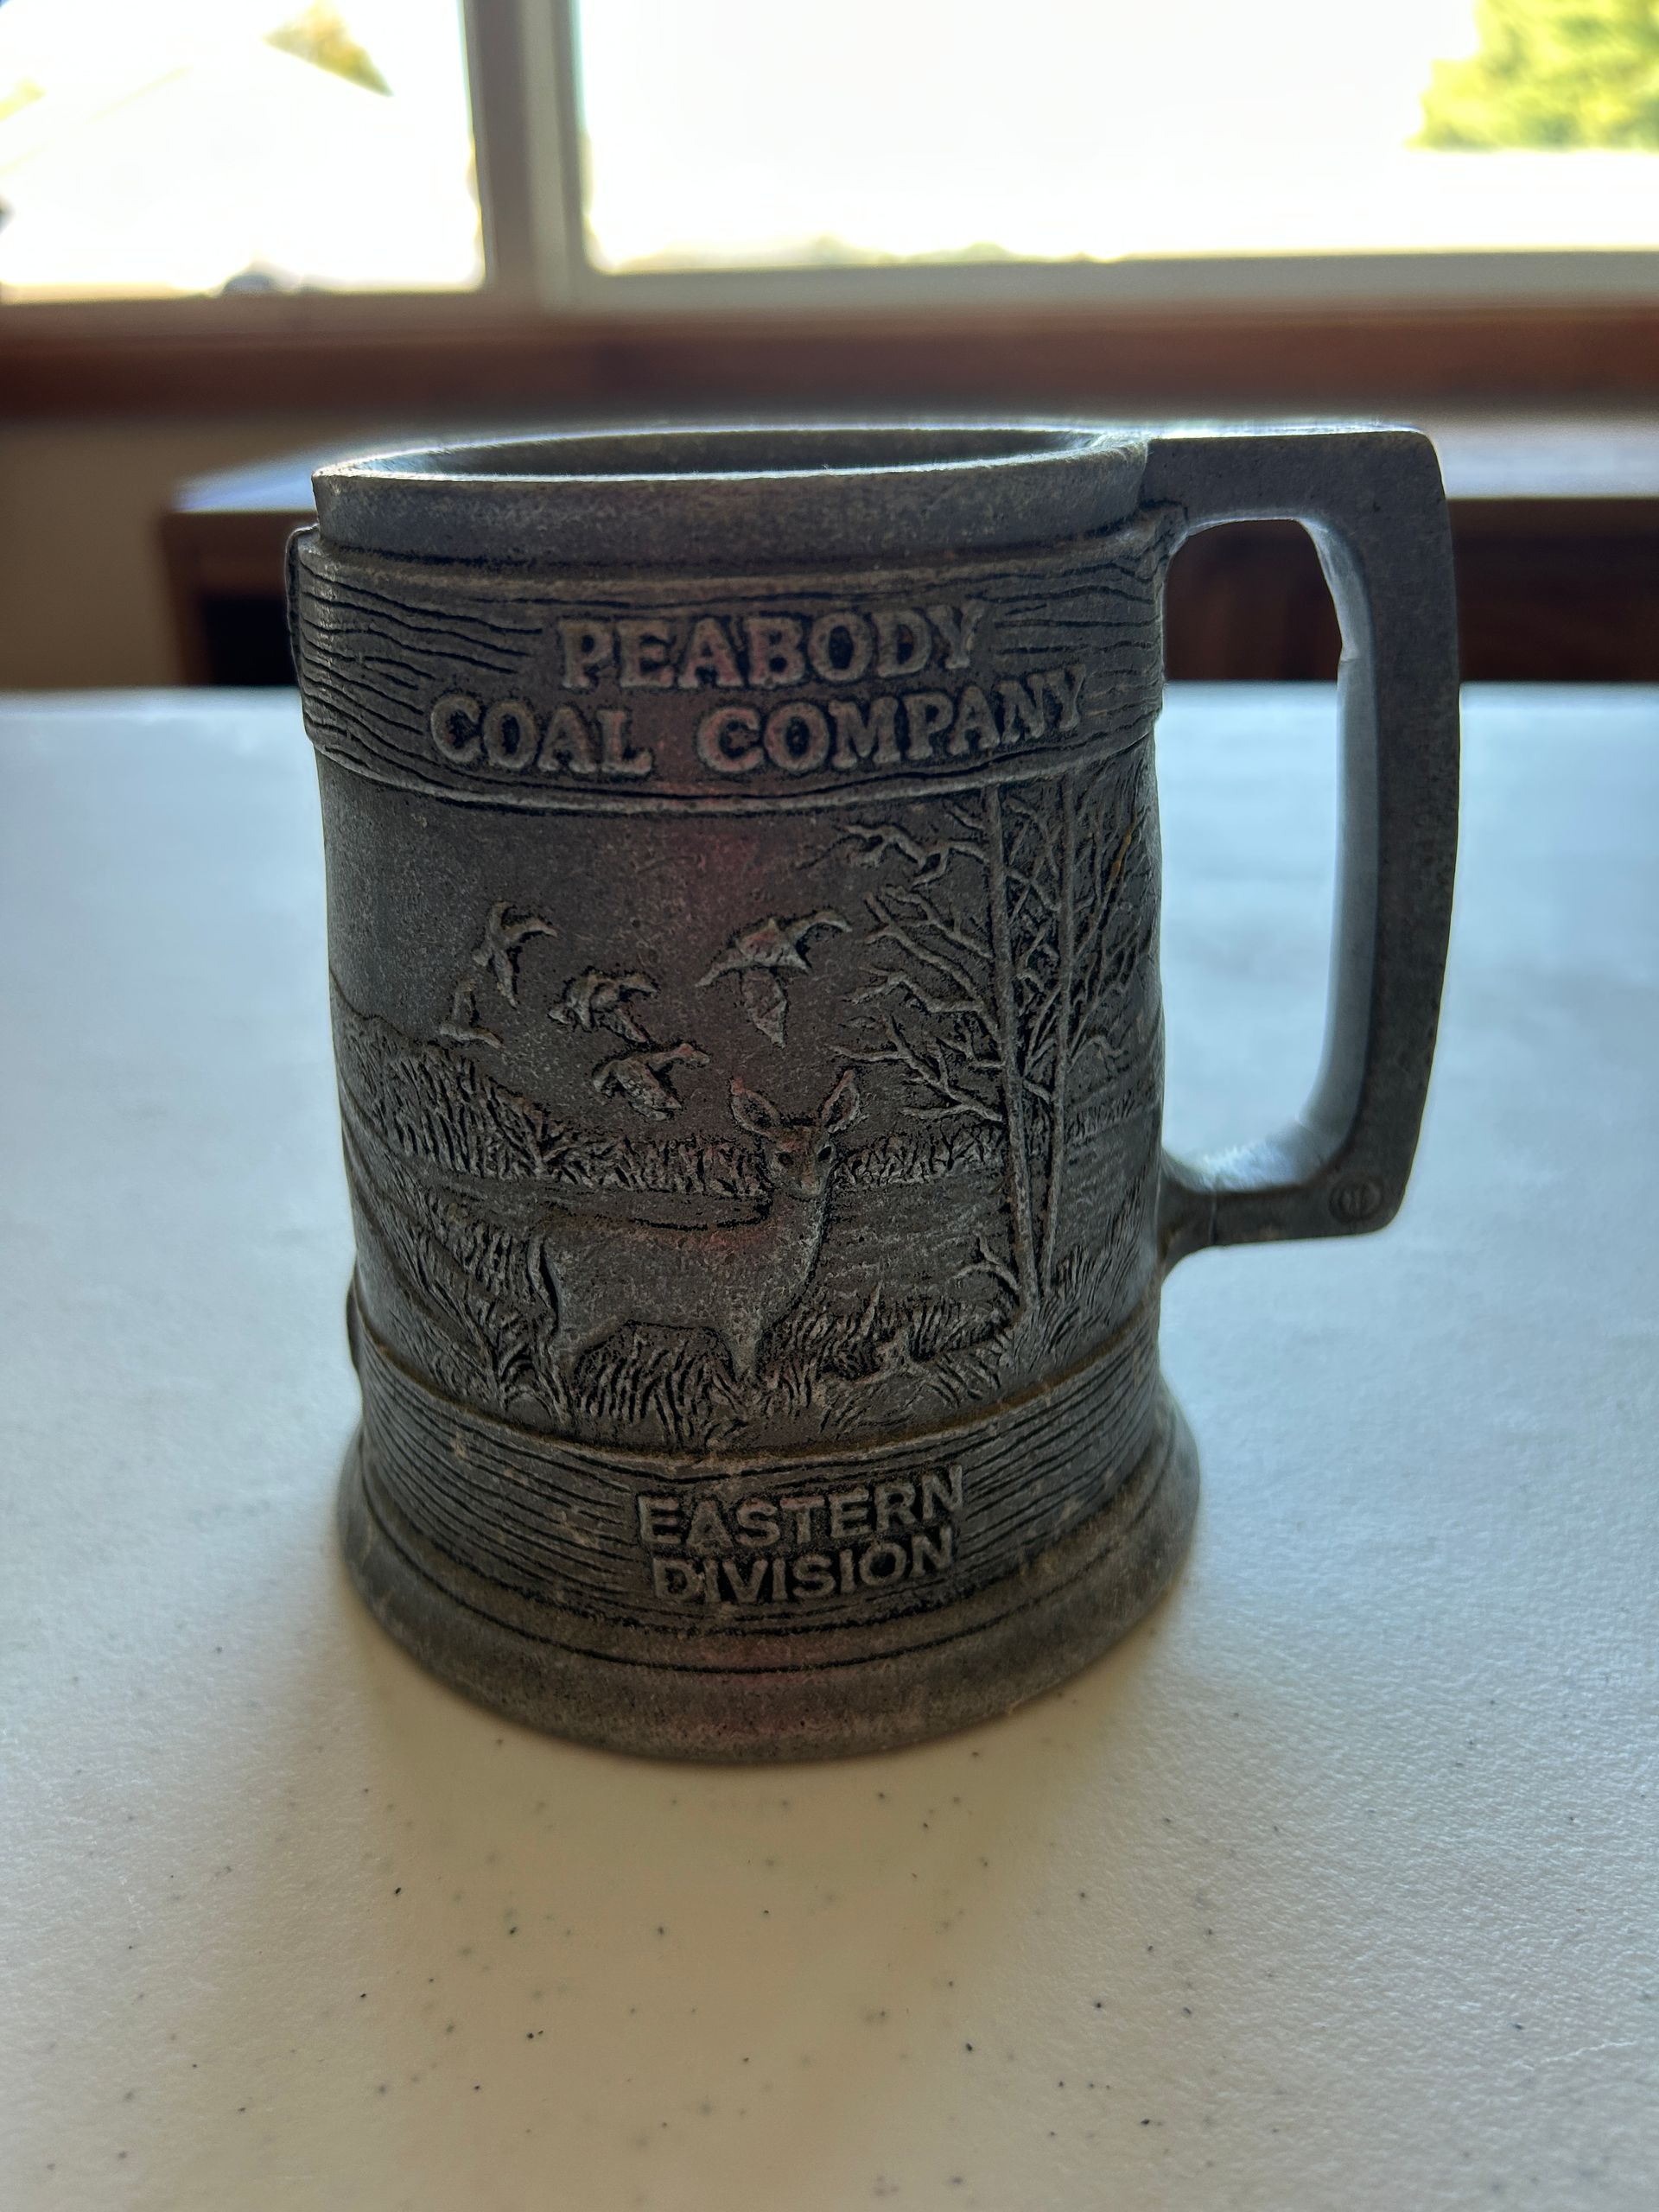 PEABODY
COAL COMPANY
EASTERN
DIVISION